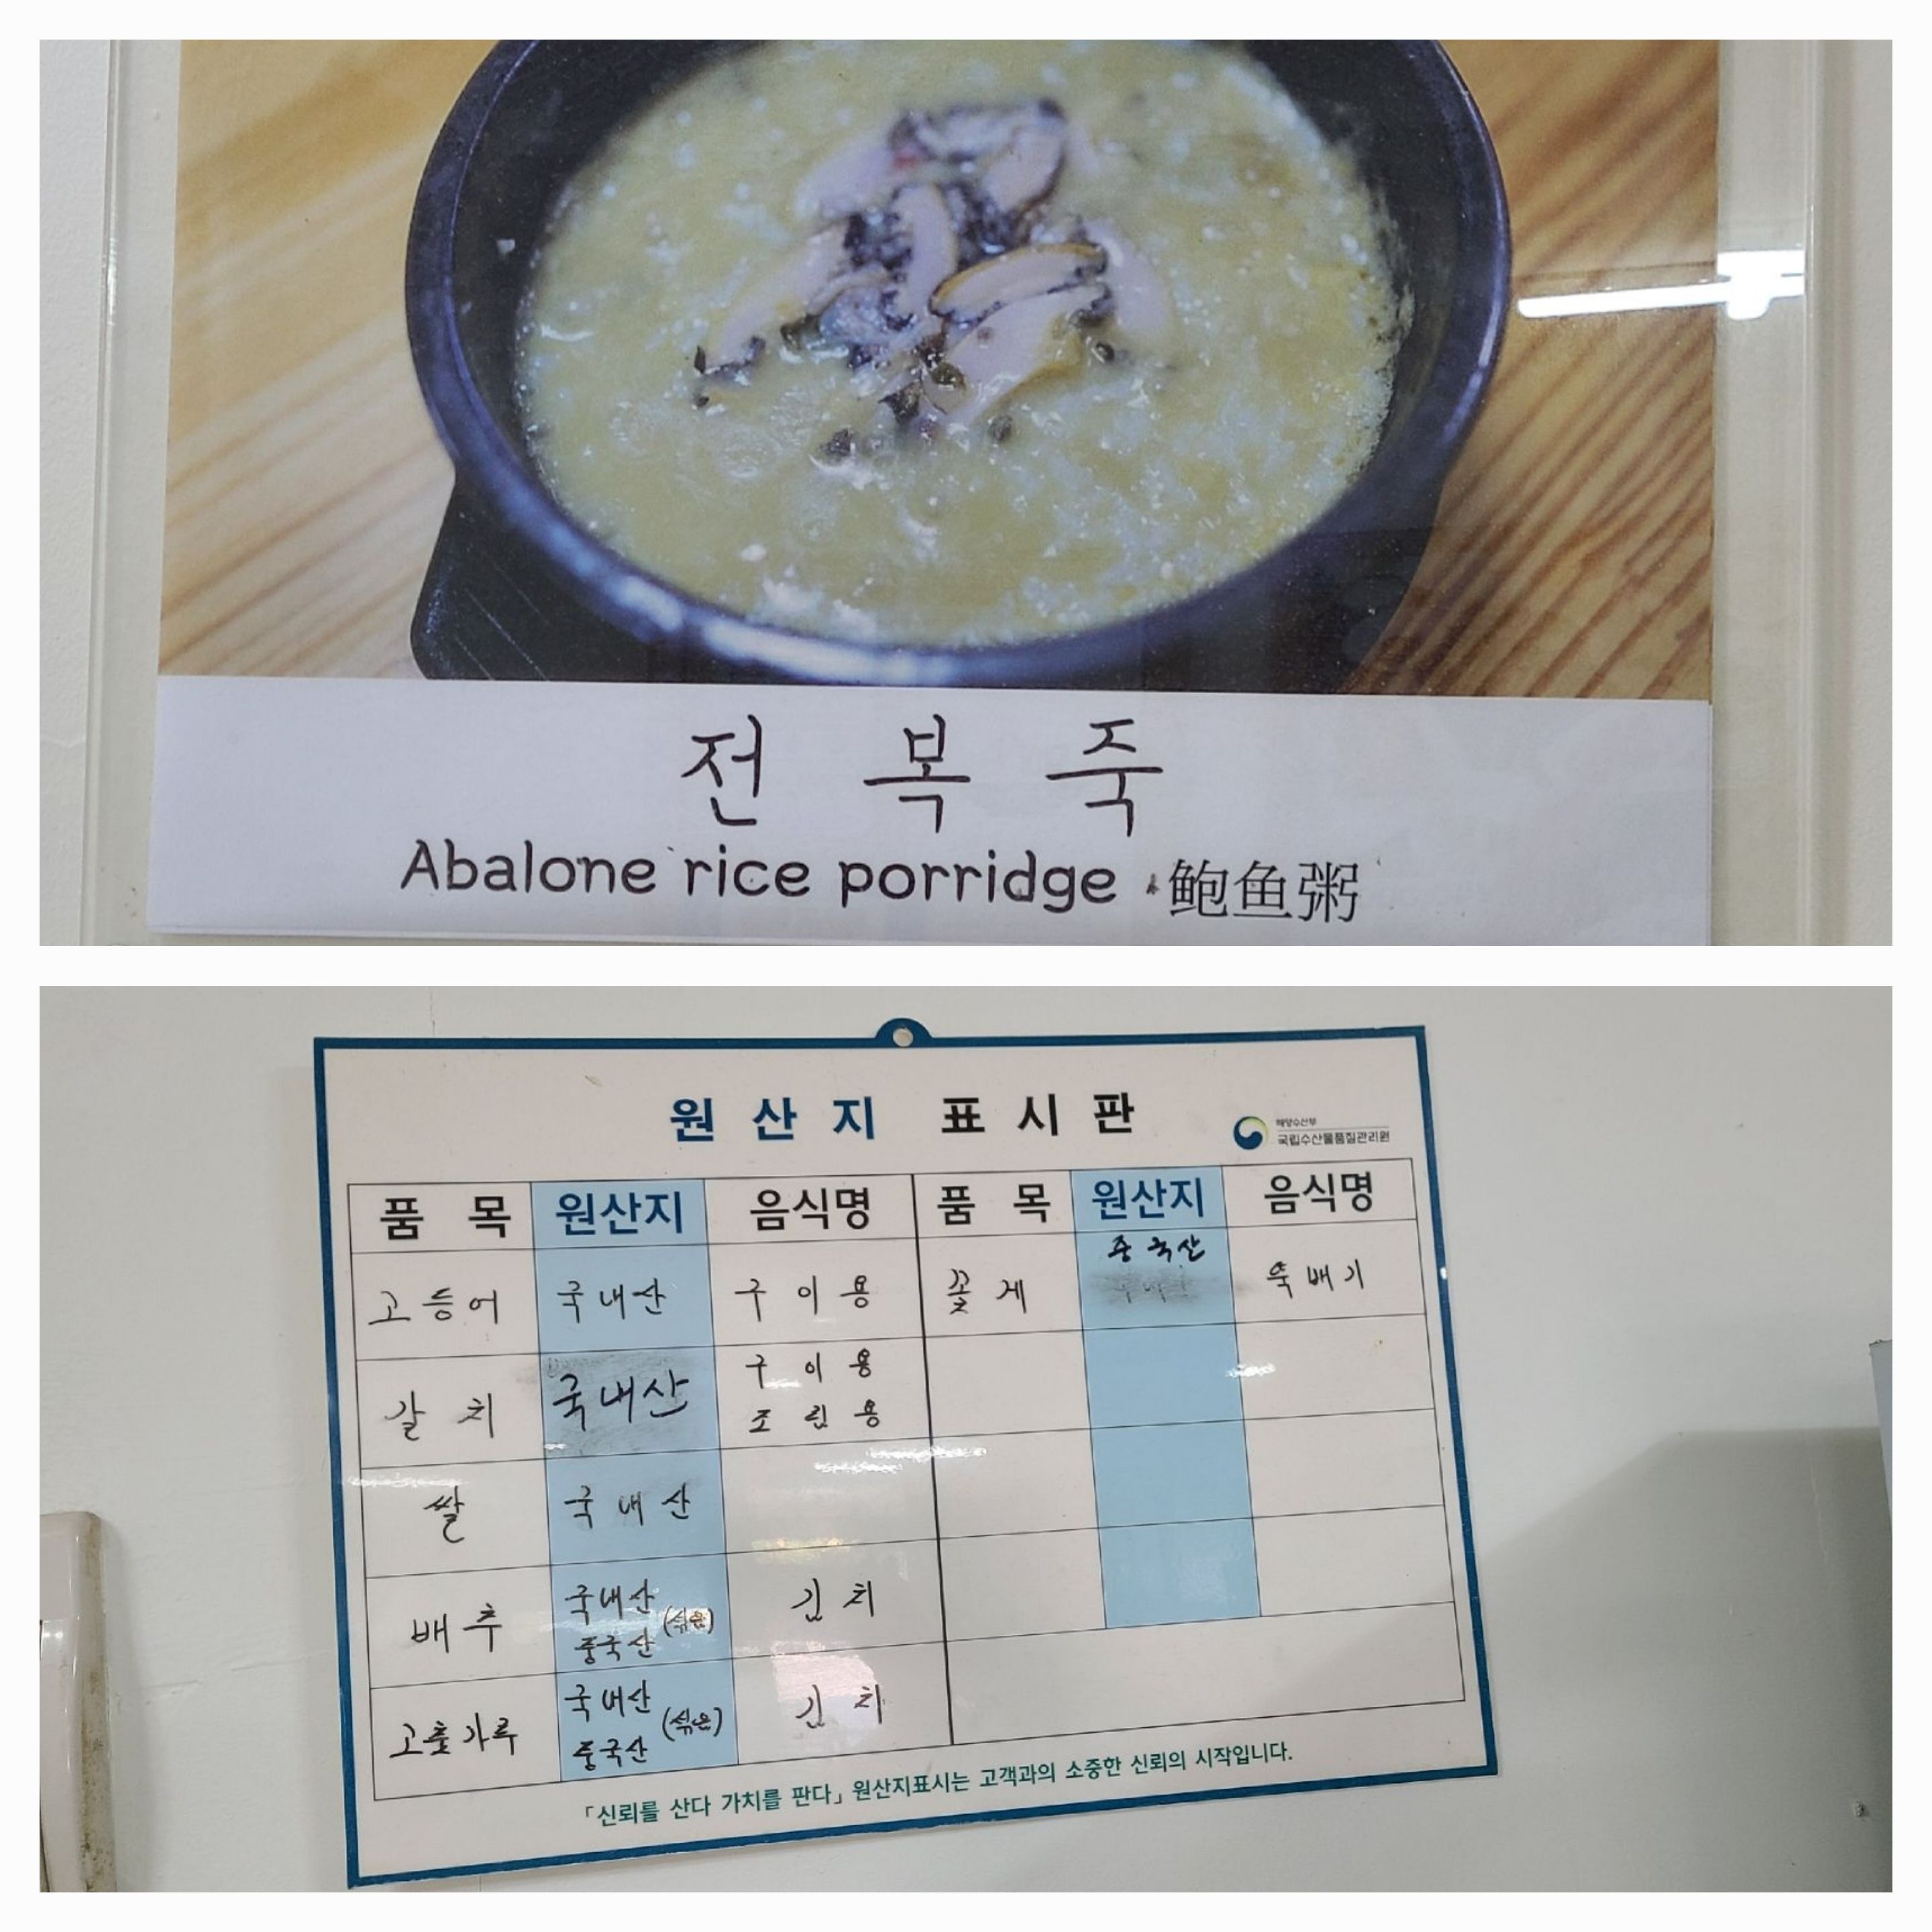 전 복 죽
Abalone rice porridge 鲍鱼粥
원 산 지 표 시 판
해양수산부
국립수산물품질관리원
품 목 원산지 음식명 품 목 원산지 음식명
고등어 국내산 구이용 꽃게 중국산 뚝배기
갈치 국내산 구이용
조림용
쌀 국내산
배추 국내산
중국산 (섞음) 김치
고춧가루 국내산
중국산 (섞음) 김치
「신뢰를 산다 가치를 판다」 원산지표시는 고객과의 소중한 신뢰의 시작입니다.